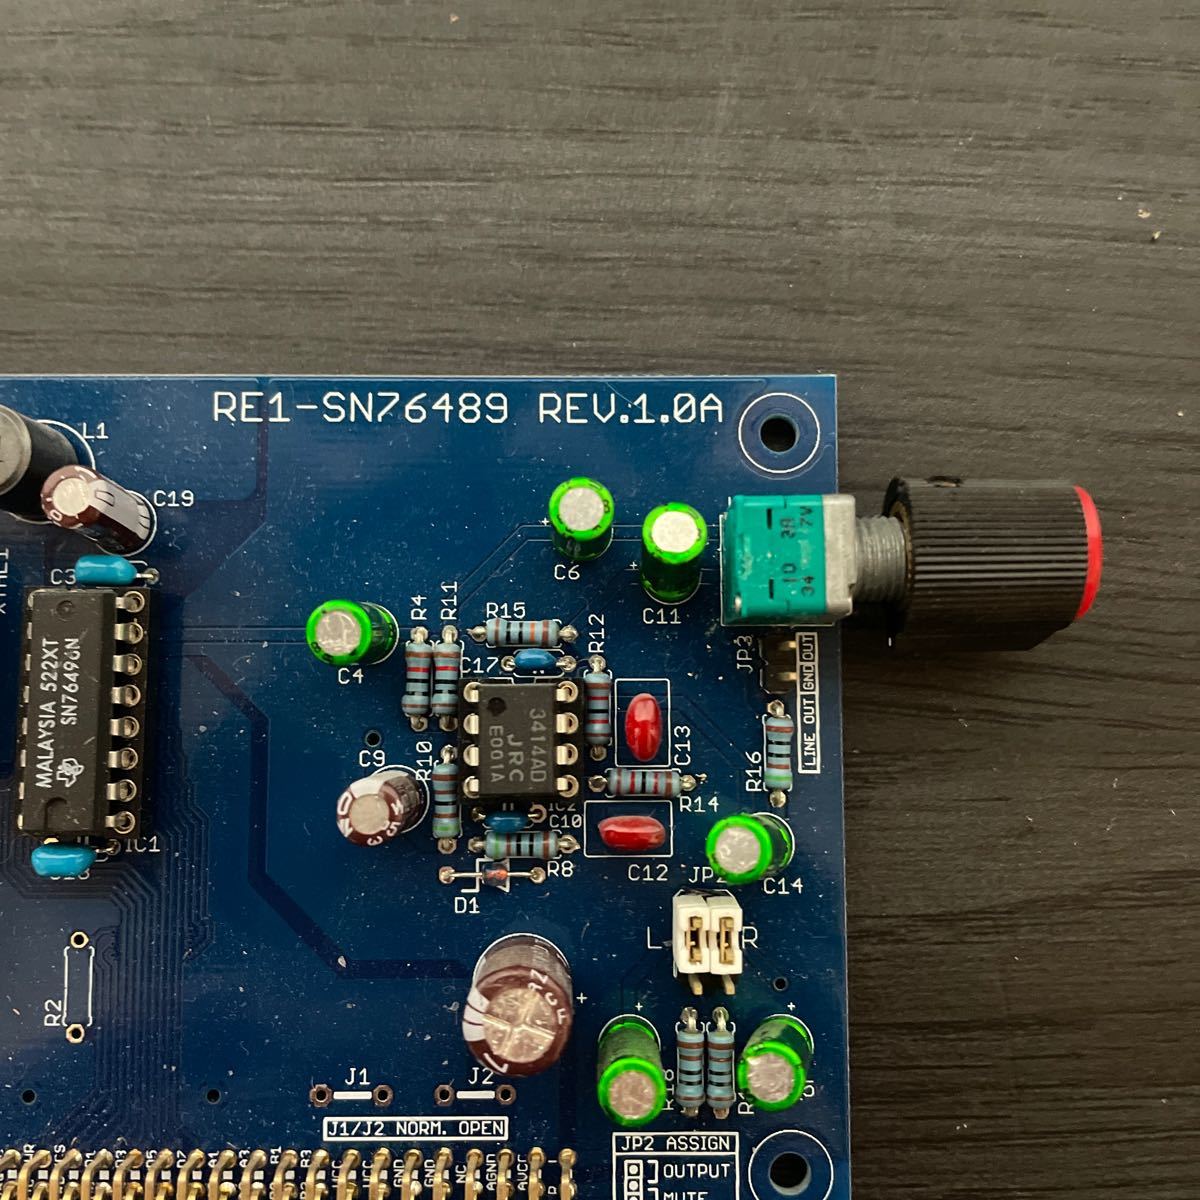 RE1-SN76489 REV.1.0A
L1
C19
C3
C6
C11
JP3
OUT
GND
LINE OUT
R4
R11
R15
R12
C17
C4
MALAYSIA 522XT
SN76496N
3414AD
JRC
E001A
C13
C9
R10
R14
R16
IC1
IC2
C10
R8
C12
C14
D1
L
R
R2
J1
J2
J1/J2 NORM. OPEN
JP2 ASSIGN
OUTPUT
MUTE
VCC
VCC
GND
GND
NC
AGND
AVCC